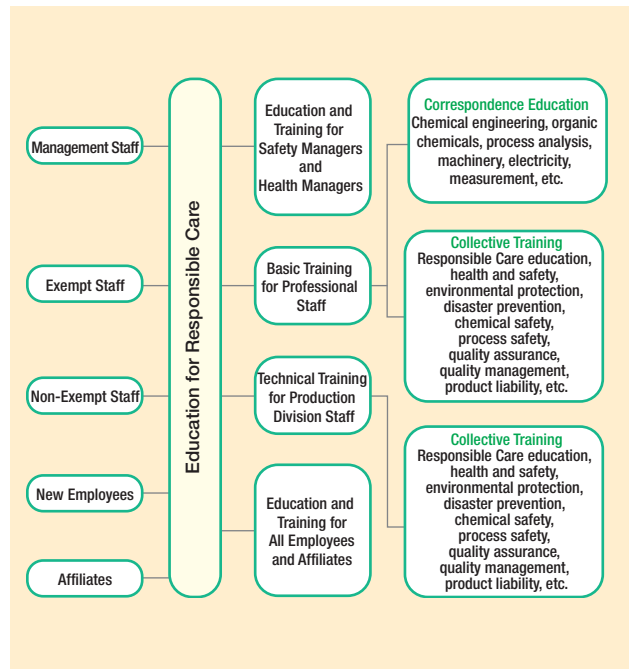 Management Staff
Exempt Staff
Non-Exempt Staff
New Employees
Affiliates
Education for Responsible Care
Education and
Training for
Safety Managers
and
Health Managers
Basic Training
for Professional
Staff
Technical Training
for Production
Division Staff
Education and
Training for
All Employees
and Affiliates
Correspondence Education
Chemical engineering, organic
chemicals, process analysis,
machinery, electricity,
measurement, etc.
Collective Training
Responsible Care education,
health and safety,
environmental protection,
disaster prevention,
chemical safety,
process safety,
quality assurance,
quality management,
product liability, etc.
Collective Training
Responsible Care education,
health and safety,
environmental protection,
disaster prevention,
chemical safety,
process safety,
quality assurance,
quality management,
product liability, etc.